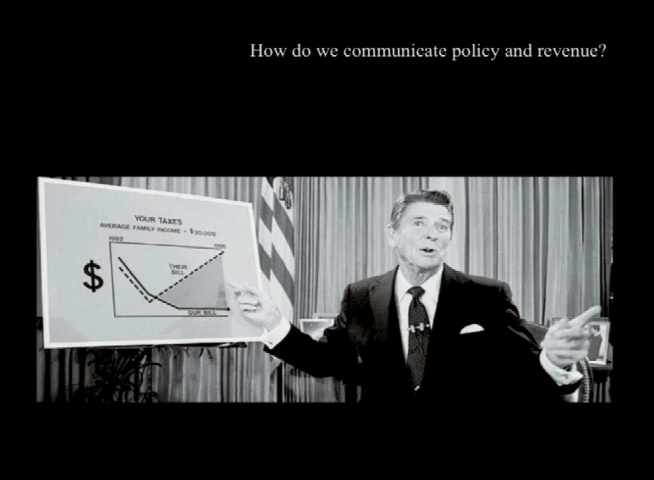 How do we communicate policy and revenue?
YOUR TAXES
AVERAGE FAMILY INCOME - $20,000
1982
1986
$
THEIR
BILL
OUR BILL